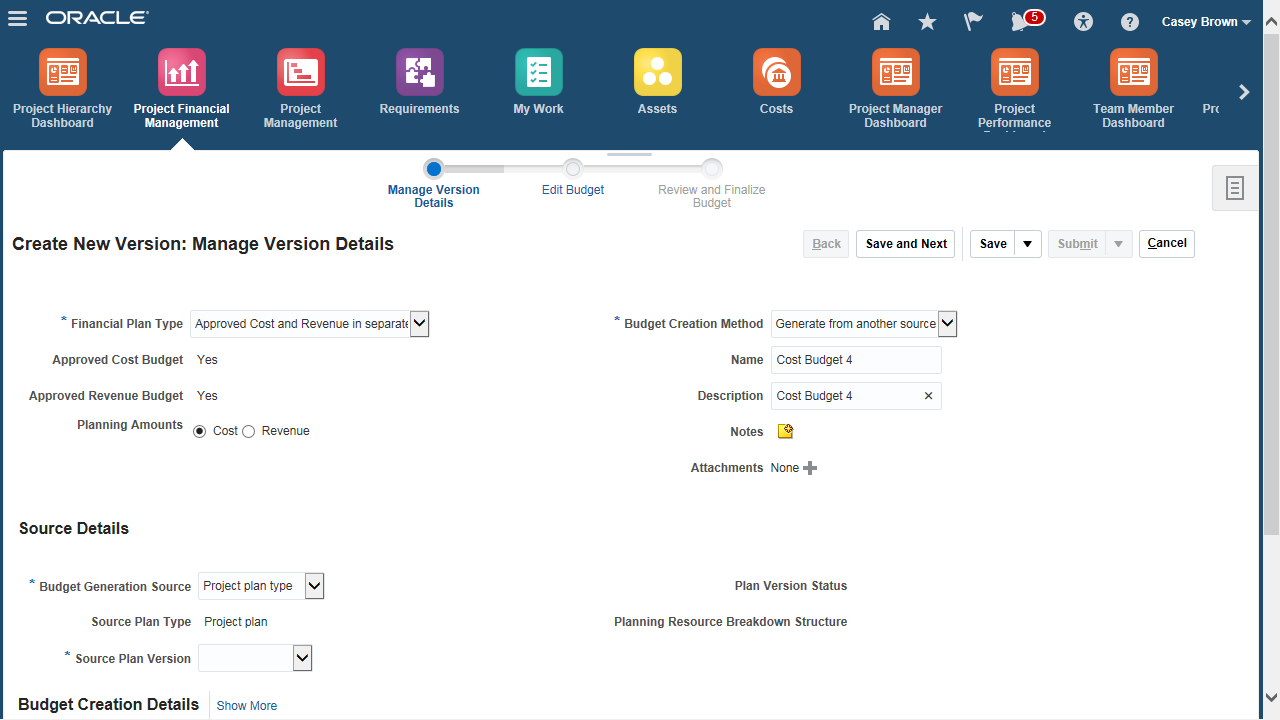 ORACLE
5
Casey Brown
Project Hierarchy
Dashboard
Project Financial
Management
Project
Management
Requirements
My Work
Assets
Costs
Project Manager
Dashboard
Project
Performance
Team Member
Dashboard
Pro
Manage Version
Details
Edit Budget
Review and Finalize
Budget
Create New Version: Manage Version Details
Back
Save and Next
Save
Submit
Cancel
* Financial Plan Type Approved Cost and Revenue in separate
Approved Cost Budget Yes
Approved Revenue Budget Yes
Planning Amounts Cost Revenue
* Budget Creation Method Generate from another source
Name Cost Budget 4
Description Cost Budget 4
Notes
Attachments None
Source Details
* Budget Generation Source Project plan type
Source Plan Type Project plan
* Source Plan Version
Plan Version Status
Planning Resource Breakdown Structure
Budget Creation Details Show More